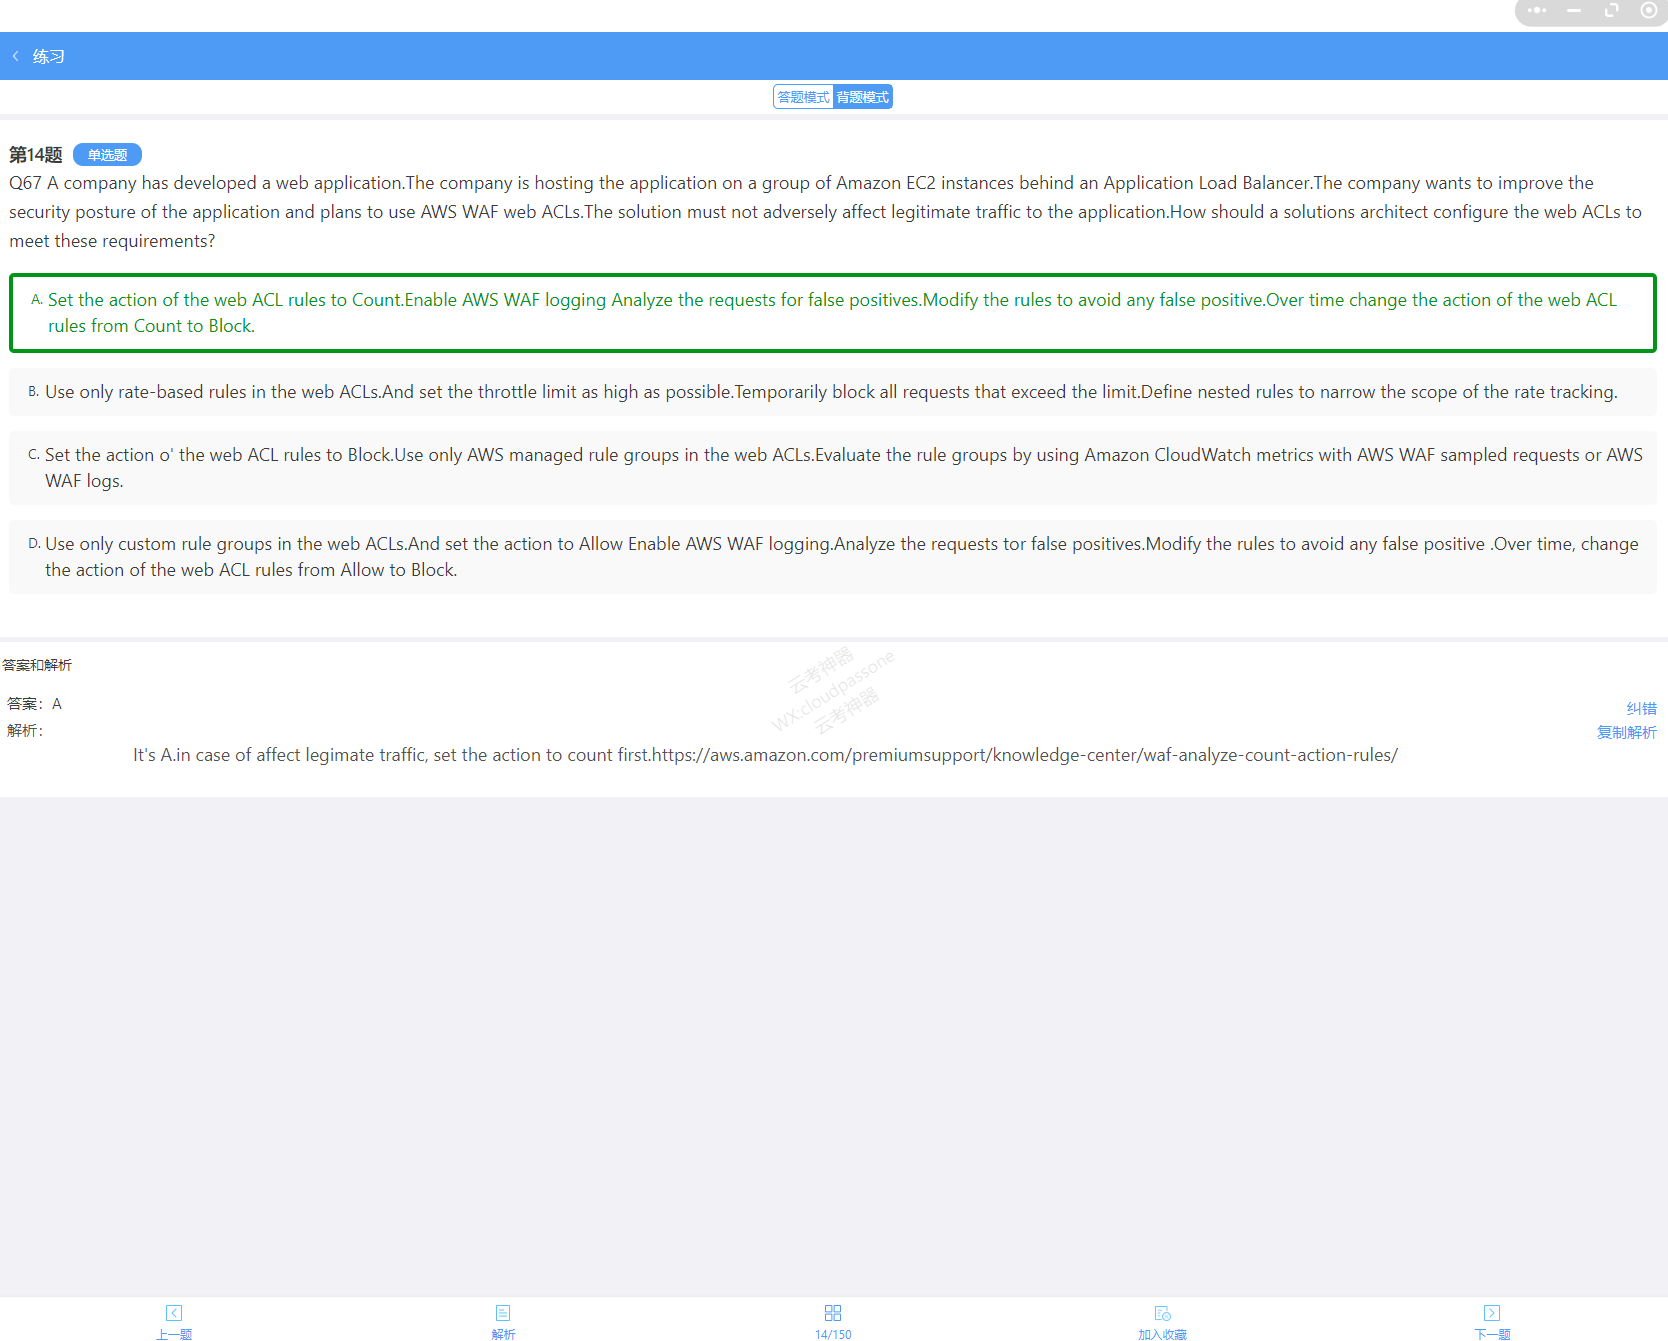 练习
答题模式 背题模式
第14题 单选题
Q67 A company has developed a web application.The company is hosting the application on a group of Amazon EC2 instances behind an Application Load Balancer.The company wants to improve the
security posture of the application and plans to use AWS WAF web ACLs.The solution must not adversely affect legitimate traffic to the application.How should a solutions architect configure the web ACLs to
meet these requirements?
A. Set the action of the web ACL rules to Count.Enable AWS WAF logging Analyze the requests for false positives.Modify the rules to avoid any false positive.Over time change the action of the web ACL
rules from Count to Block.
B. Use only rate-based rules in the web ACLs.And set the throttle limit as high as possible.Temporarily block all requests that exceed the limit.Define nested rules to narrow the scope of the rate tracking.
C. Set the action o' the web ACL rules to Block.Use only AWS managed rule groups in the web ACLs.Evaluate the rule groups by using Amazon CloudWatch metrics with AWS WAF sampled requests or AWS
WAF logs.
D. Use only custom rule groups in the web ACLs.And set the action to Allow Enable AWS WAF logging.Analyze the requests tor false positives.Modify the rules to avoid any false positive .Over time, change
the action of the web ACL rules from Allow to Block.
答案和解析
云考神器
WX:cloudpassone
云考神器
答案：A
纠错
解析：
复制解析
It's A.in case of affect legimate traffic, set the action to count first.https://aws.amazon.com/premiumsupport/knowledge-center/waf-analyze-count-action-rules/
上一题 解析 14/150 加入收藏 下一题